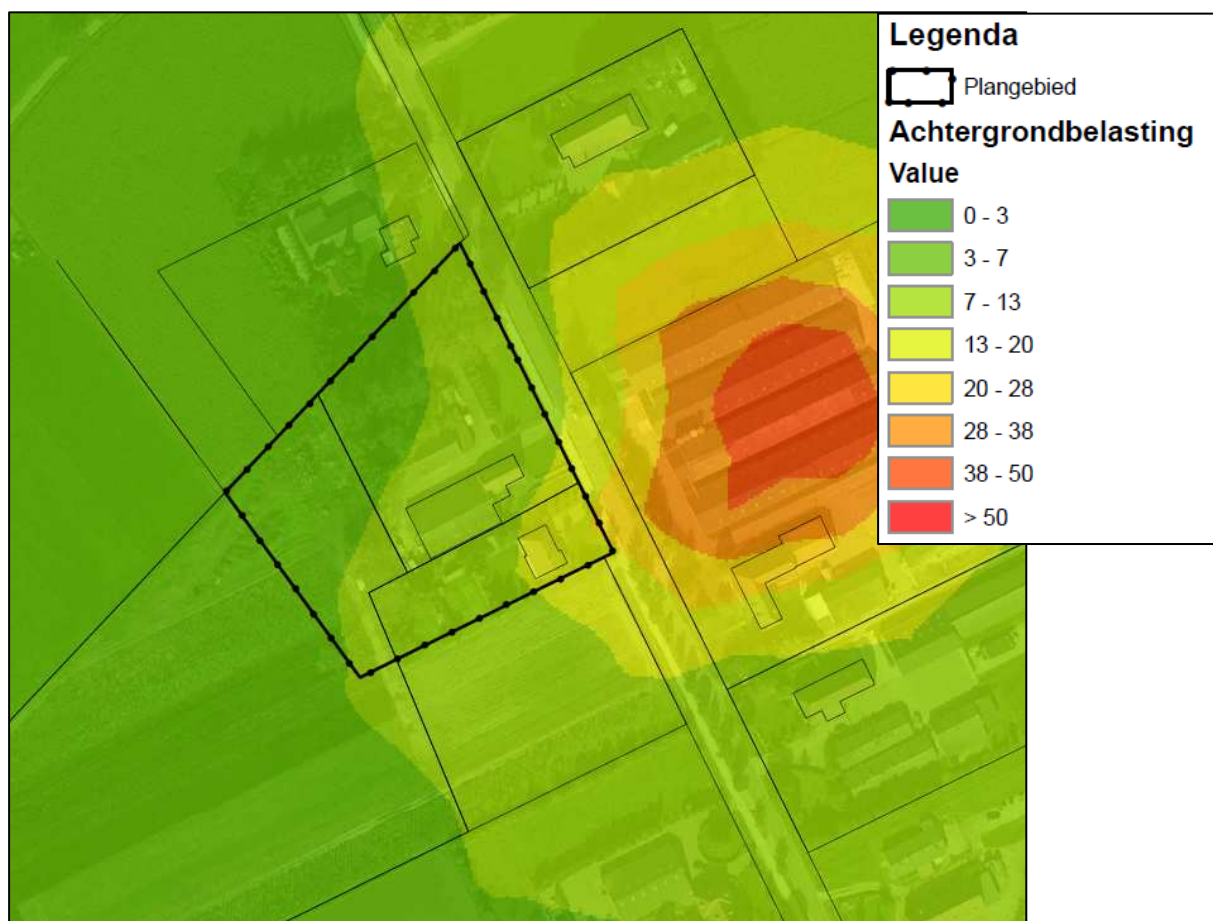 Legenda
Plangebied
Achtergrondbelasting
Value
0 - 3
3 - 7
7 - 13
13 - 20
20 - 28
28 - 38
38 - 50
> 50